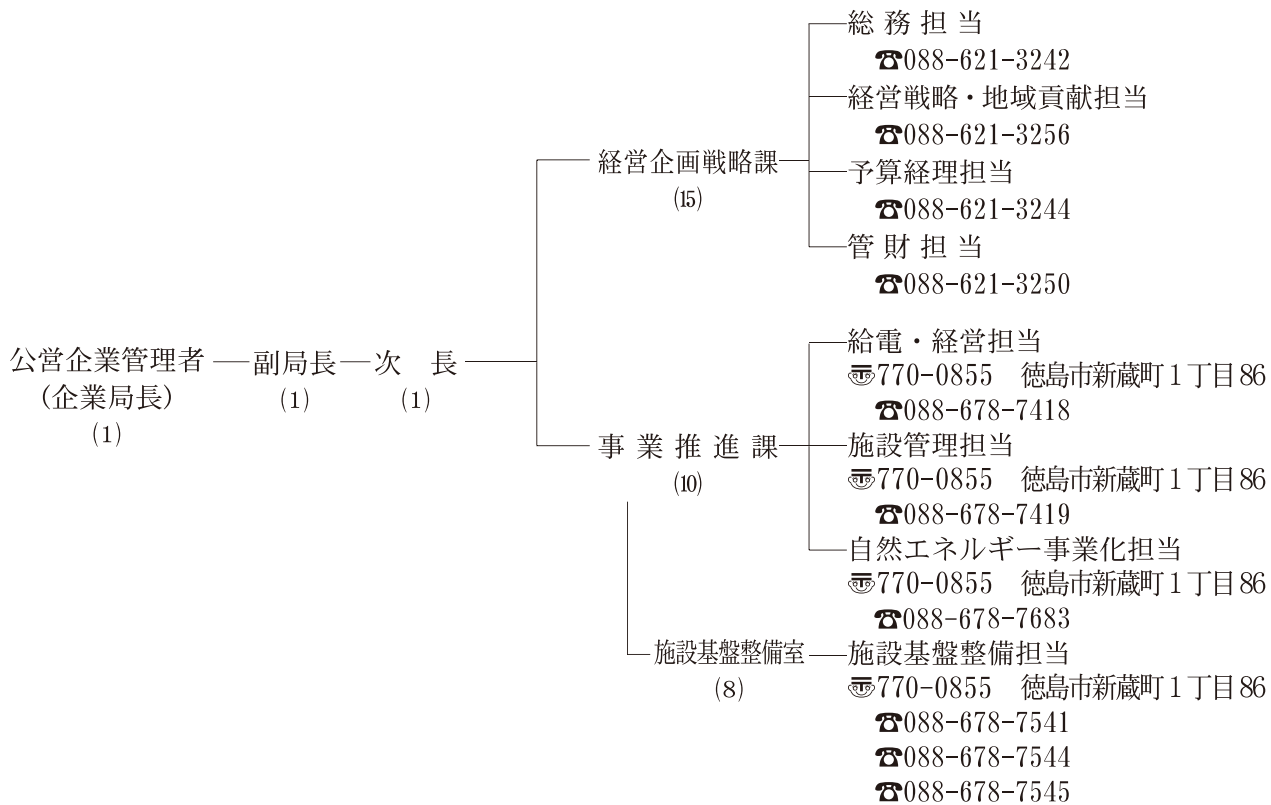 公営企業管理者
(企業局長)
(1)
副局長
(1)
次　長
(1)
経営企画戦略課
(15)
総 務 担 当
☎088-621-3242
経営戦略・地域貢献担当
☎088-621-3256
予算経理担当
☎088-621-3244
管 財 担 当
☎088-621-3250
事 業 推 進 課
(10)
給電・経営担当
〠770-0855　徳島市新蔵町1丁目86
☎088-678-7418
施設管理担当
〠770-0855　徳島市新蔵町1丁目86
☎088-678-7419
自然エネルギー事業化担当
〠770-0855　徳島市新蔵町1丁目86
☎088-678-7683
施設基盤整備室
(8)
施設基盤整備担当
〠770-0855　徳島市新蔵町1丁目86
☎088-678-7541
☎088-678-7544
☎088-678-7545